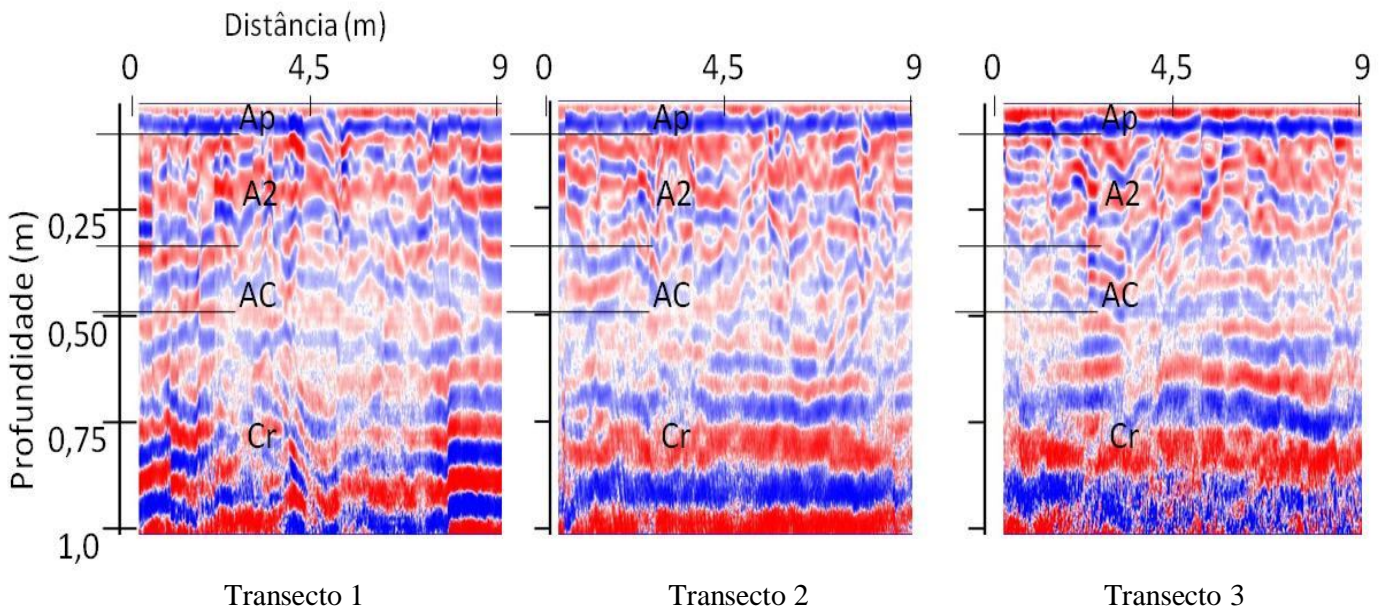 Distância (m)
0 4,5 9 0 4,5 9 0 4,5 9
Ap Ap Ap
A2 A2 A2
0,25
AC AC AC
0,50
Cr Cr Cr
0,75
1,0
Profundidade (m)
Transecto 1 Transecto 2 Transecto 3